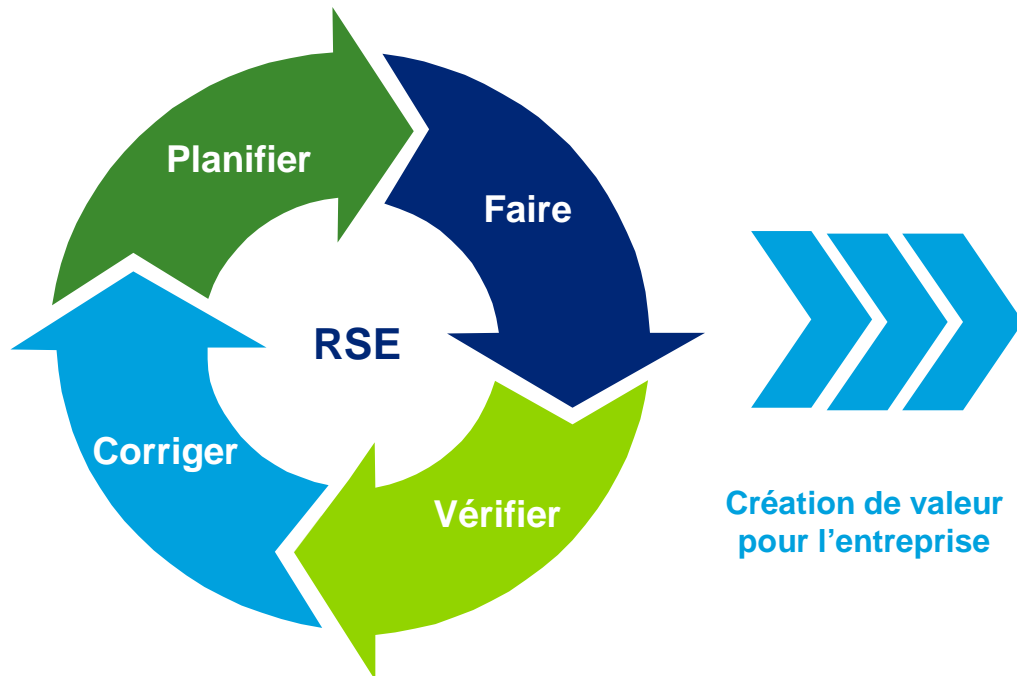 Planifier
Faire
RSE
Corriger
Vérifier
Création de valeur
pour l’entreprise